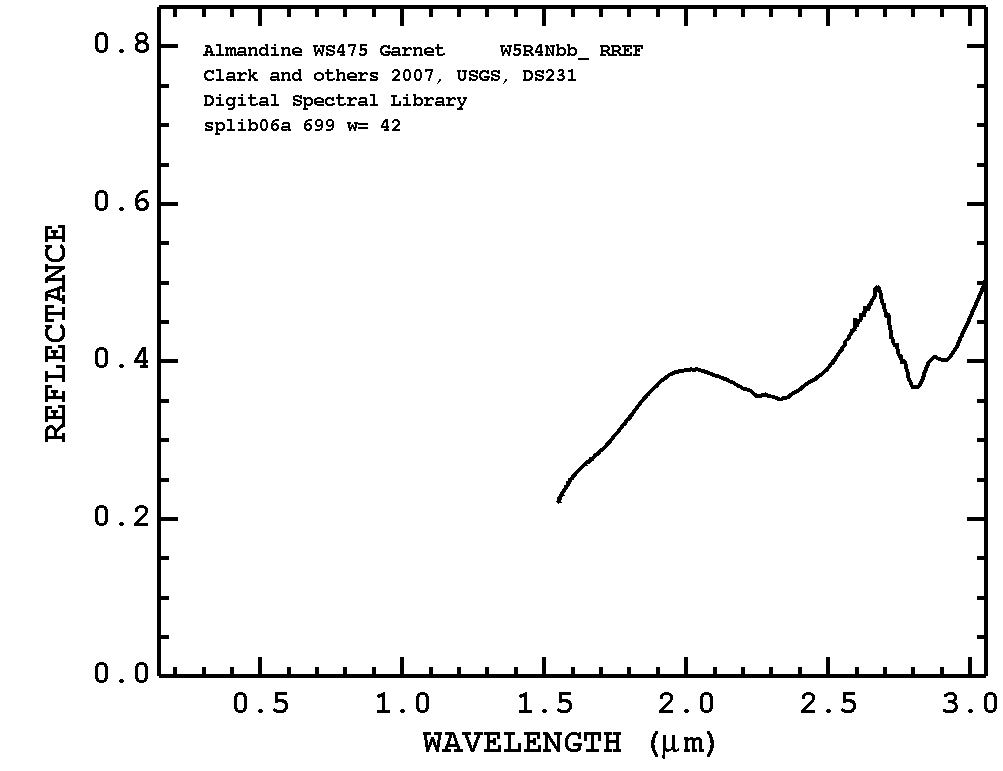 0.8
Almandine WS475 Garnet W5R4Nbb_ RREF
Clark and others 2007, USGS, DS231
Digital Spectral Library
splib06a 699 w= 42
0.6
REFLECTANCE
0.4
0.2
0.0
0.5 1.0 1.5 2.0 2.5 3.0
WAVELENGTH (μm)